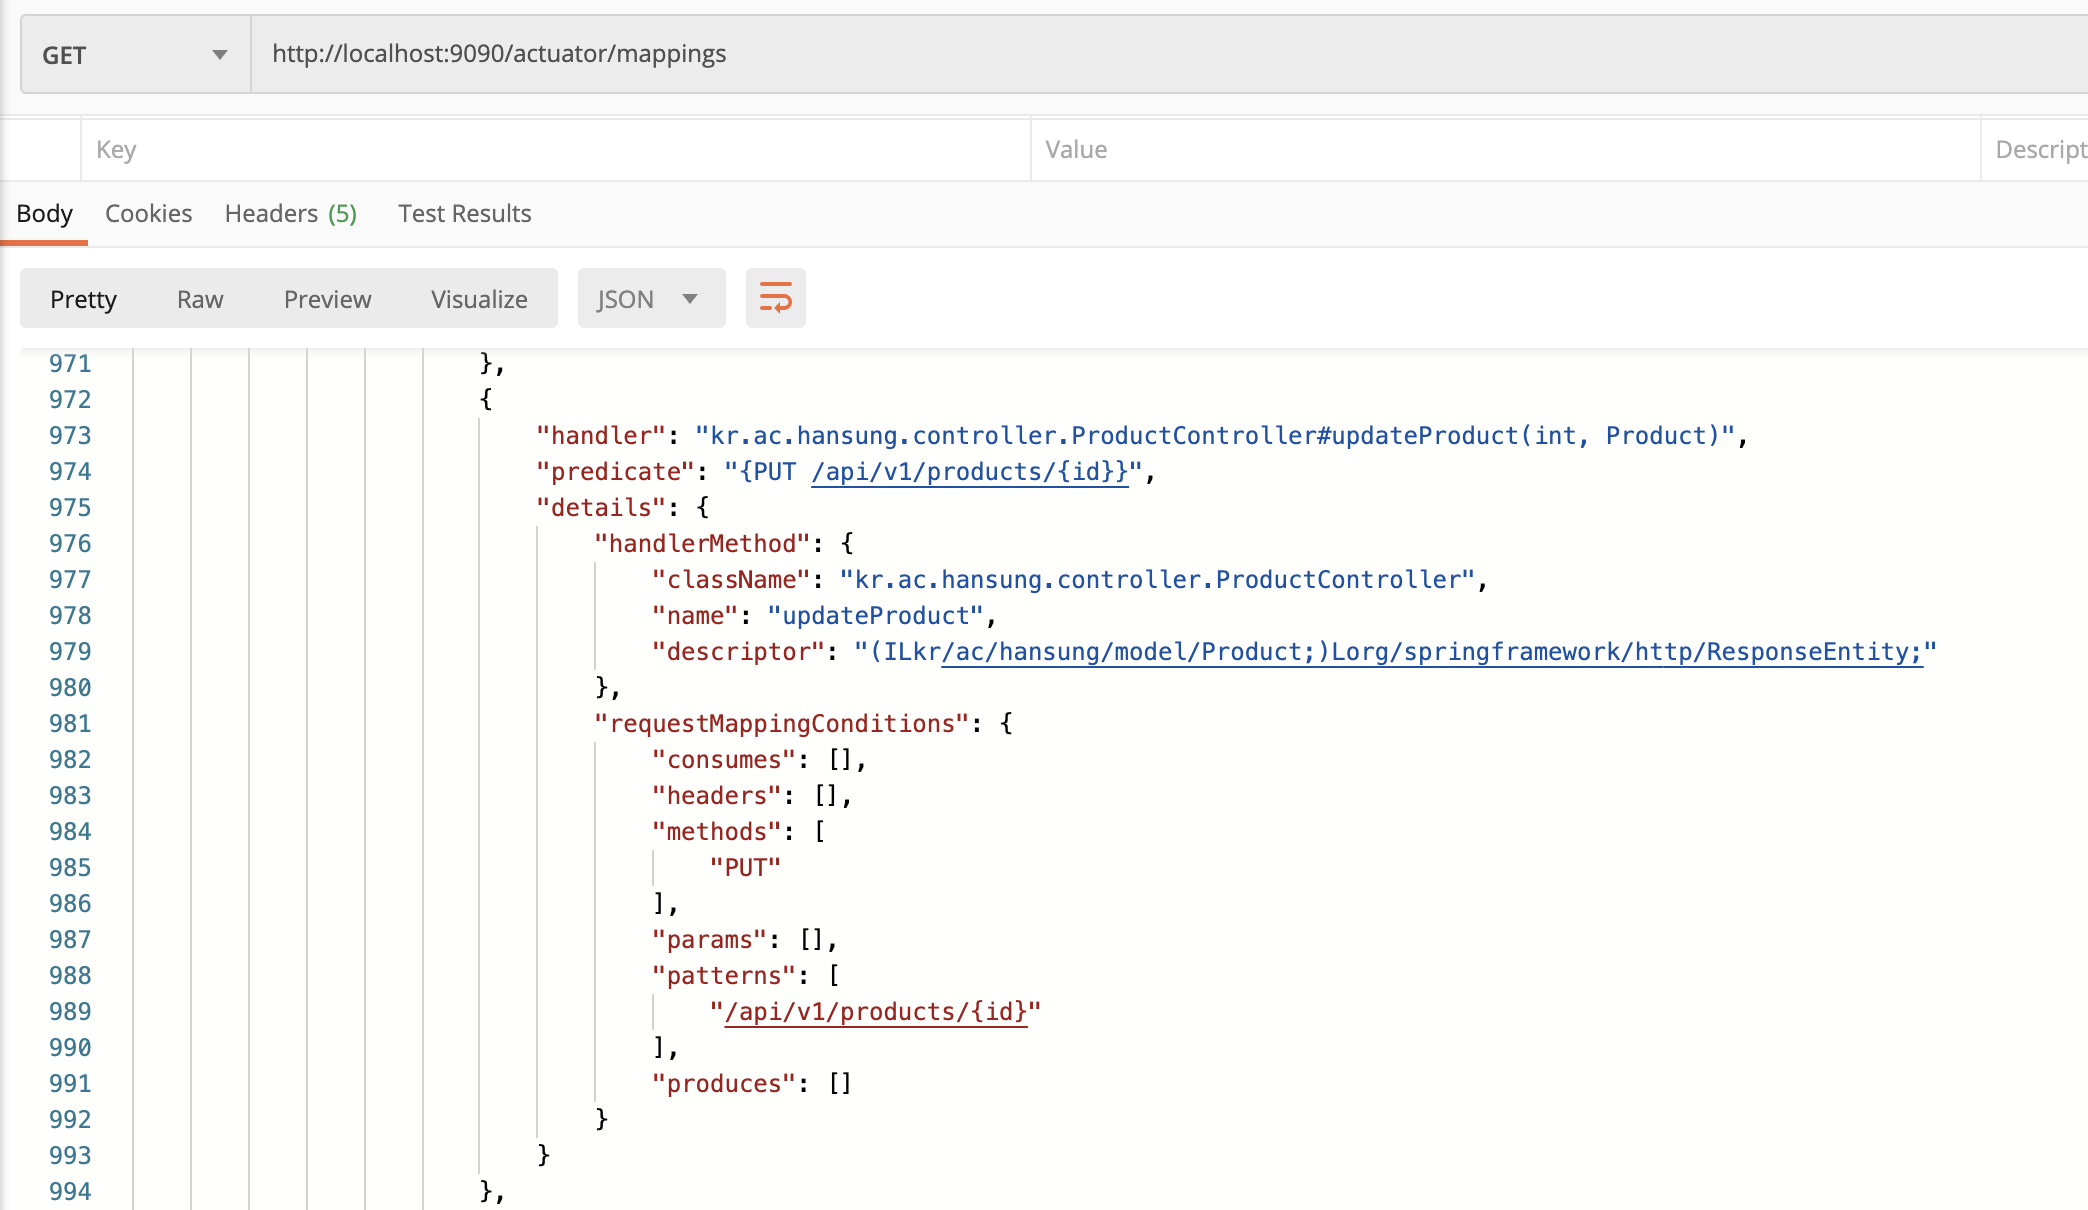 GET http://localhost:9090/actuator/mappings
Key Value Descript
Body Cookies Headers (5) Test Results
Pretty Raw Preview Visualize JSON
971 },
972 {
973 "handler": "kr.ac.hansung.controller.ProductController#updateProduct(int, Product)",
974 "predicate": "{PUT /api/v1/products/{id}}",
975 "details": {
976 "handlerMethod": {
977 "className": "kr.ac.hansung.controller.ProductController",
978 "name": "updateProduct",
979 "descriptor": "(ILkr/ac/hansung/model/Product;)Lorg/springframework/http/ResponseEntity;"
980 },
981 "requestMappingConditions": {
982 "consumes": [],
983 "headers": [],
984 "methods": [
985 "PUT"
986 ],
987 "params": [],
988 "patterns": [
989 "/api/v1/products/{id}"
990 ],
991 "produces": []
992 }
993 }
994 },